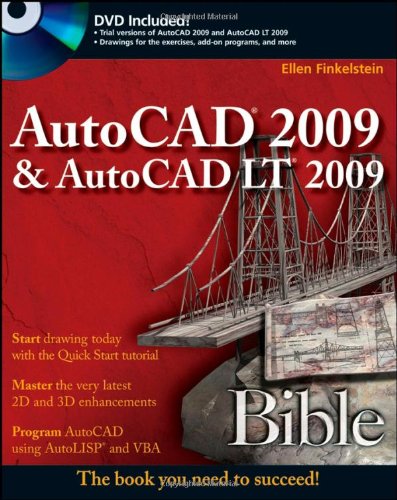 DVD Included!
• Trial versions of AutoCAD 2009 and AutoCAD LT 2009
• Drawings for the exercises, add-on programs, and more
Ellen Finkelstein
AutoCAD® 2009
& AutoCAD LT® 2009
Start drawing today
with the Quick Start tutorial
Master the very latest
2D and 3D enhancements
Program AutoCAD
using AutoLISP® and VBA
Bible
The book you need to succeed!